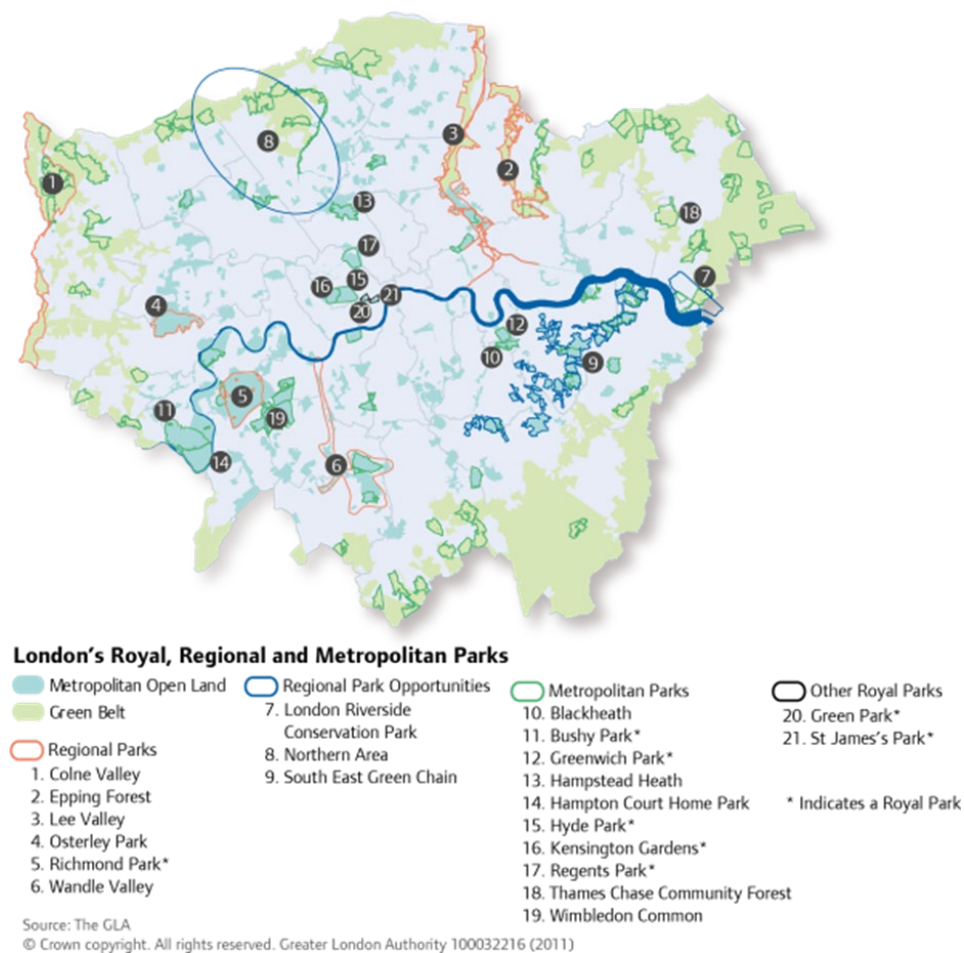 8
3
2
1
13
18
17
15
16
7
21
4
20
12
10
9
5
11
19
14
6
London's Royal, Regional and Metropolitan Parks
Metropolitan Open Land
Green Belt
Regional Parks
1. Colne Valley
2. Epping Forest
3. Lee Valley
4. Osterley Park
5. Richmond Park*
6. Wandle Valley
Regional Park Opportunities
7. London Riverside
Conservation Park
8. Northern Area
9. South East Green Chain
Metropolitan Parks
10. Blackheath
11. Bushy Park*
12. Greenwich Park*
13. Hampstead Heath
14. Hampton Court Home Park
15. Hyde Park*
16. Kensington Gardens*
17. Regents Park*
18. Thames Chase Community Forest
19. Wimbledon Common
Other Royal Parks
20. Green Park*
21. St James's Park*
* Indicates a Royal Park
Source: The GLA
© Crown copyright. All rights reserved. Greater London Authority 100032216 (2011)